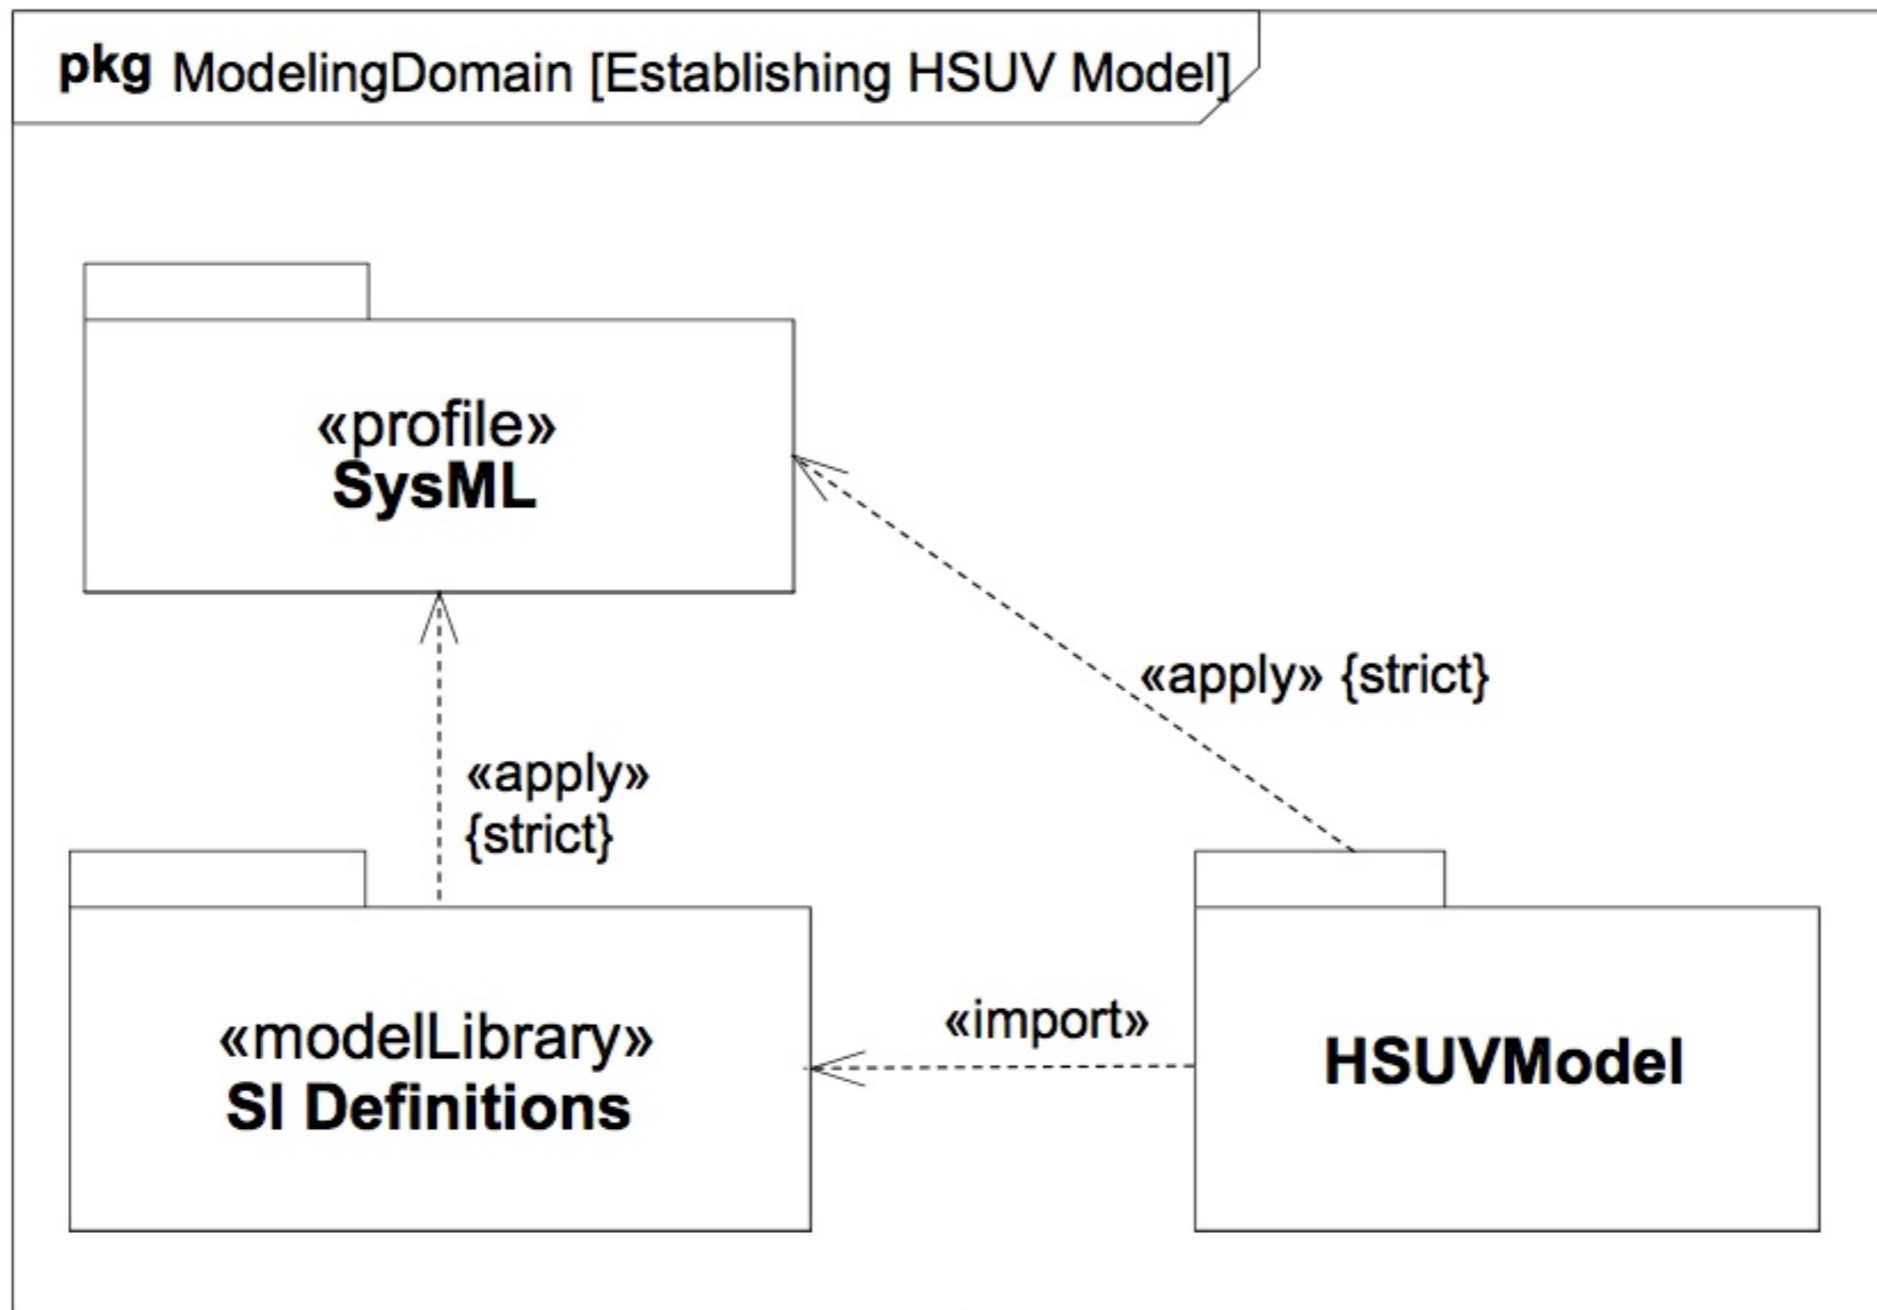 pkg ModelingDomain [Establishing HSUV Model]
«profile»
SysML
«apply» {strict}
«apply»
{strict}
«import»
«modelLibrary»
SI Definitions
HSUVModel